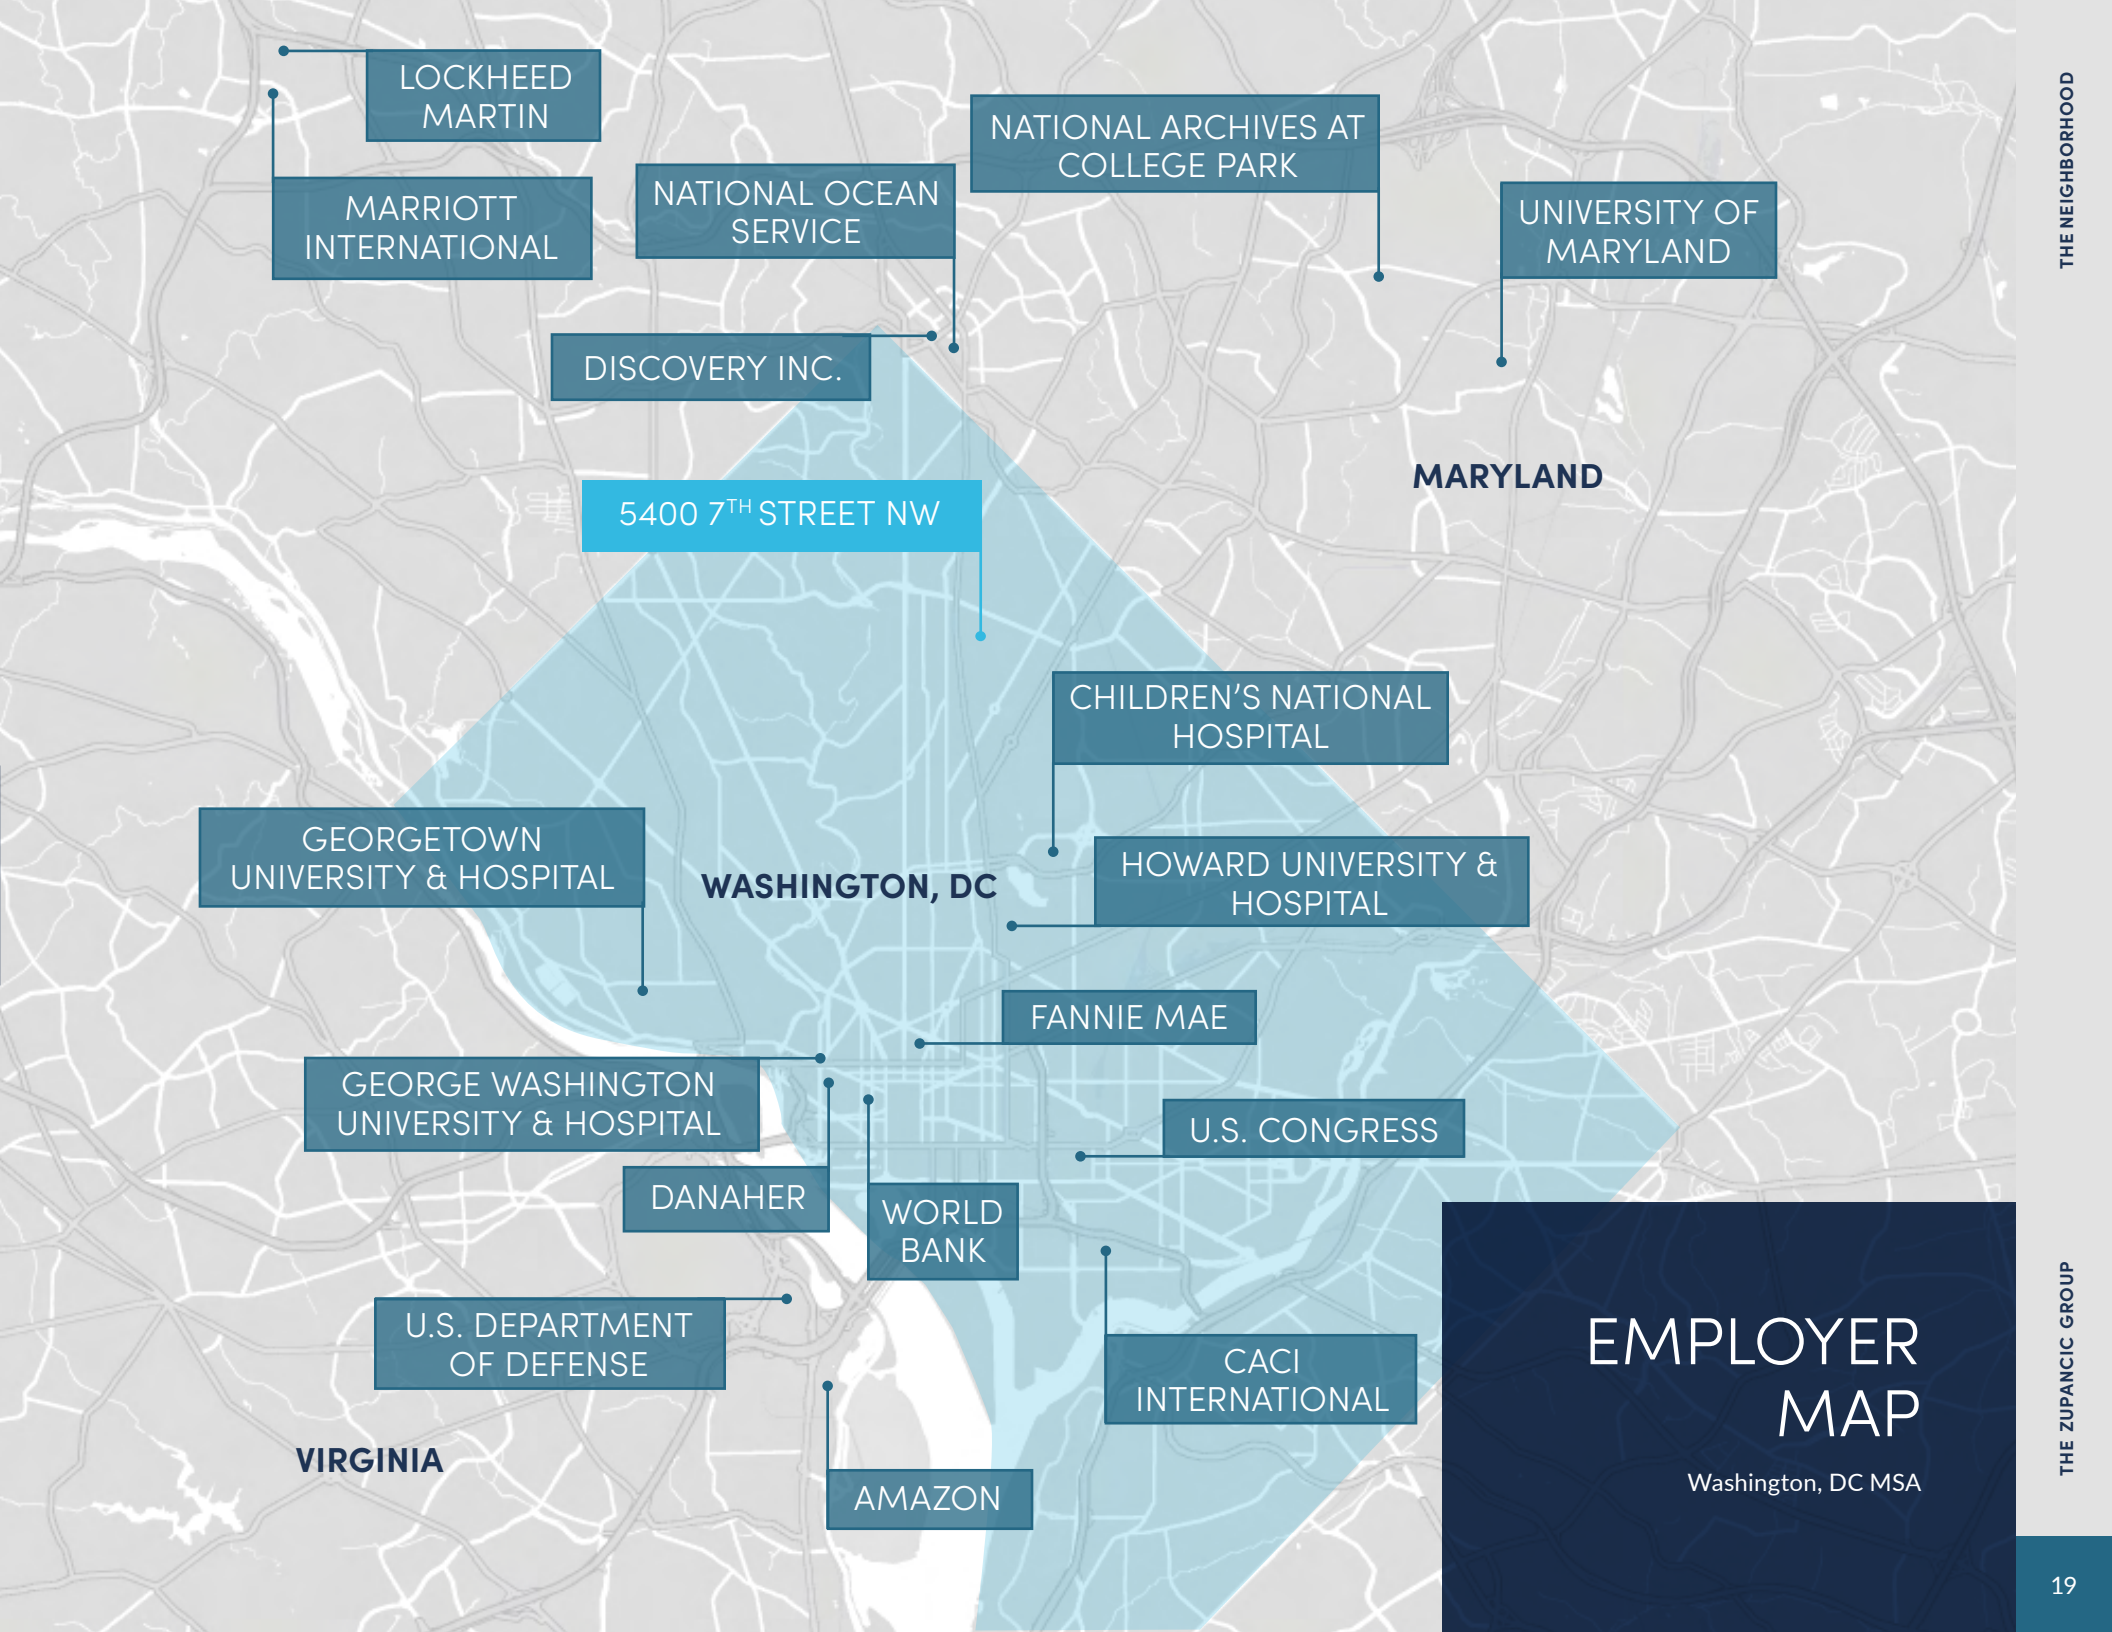 LOCKHEED
MARTIN
MARRIOTT
INTERNATIONAL
NATIONAL OCEAN
SERVICE
NATIONAL ARCHIVES AT
COLLEGE PARK
UNIVERSITY OF
MARYLAND
DISCOVERY INC.
MARYLAND
5400 7TH STREET NW
CHILDREN'S NATIONAL
HOSPITAL
GEORGETOWN
UNIVERSITY & HOSPITAL
WASHINGTON, DC
HOWARD UNIVERSITY &
HOSPITAL
FANNIE MAE
GEORGE WASHINGTON
UNIVERSITY & HOSPITAL
U.S. CONGRESS
DANAHER
WORLD
BANK
U.S. DEPARTMENT
OF DEFENSE
CACI
INTERNATIONAL
VIRGINIA
AMAZON
EMPLOYER
MAP
Washington, DC MSA
THE NEIGHBORHOOD
THE ZUPANCIC GROUP
19